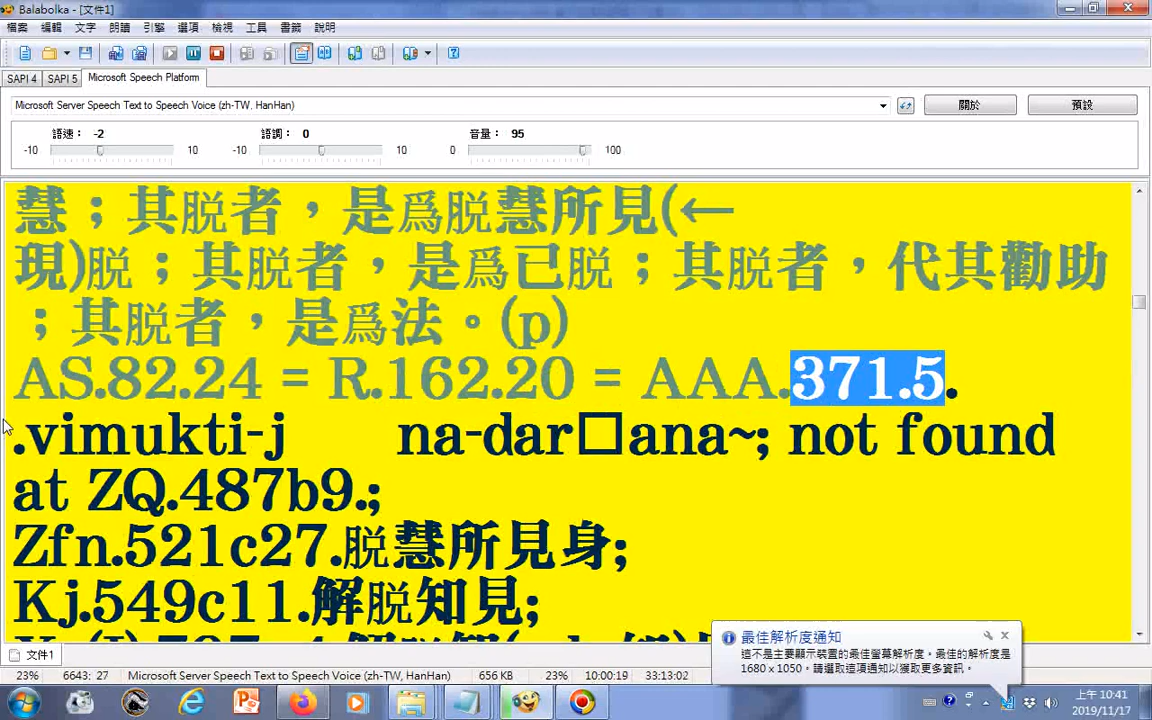 Balabolka - [文件1]
檔案 編輯 文字 朗讀 引擎 選項 檢視 工具 書籤 說明
SAPI 4 SAPI 5 Microsoft Speech Platform
Microsoft Server Speech Text to Speech Voice (zh-TW, HanHan) 關於 預設
語速： -2 語調： 0 音量： 95
-10 10 -10 10 0 100
慧；其脱者，是爲脱慧所見(←
現)脱；其脱者，是爲已脱；其脱者，代其勸助
；其脱者，是爲法。(p)
AS.82.24 = R.162.20 = AAA.371.5.
.vimukti-j na-dar□ana~; not found
at ZQ.487b9.;
Zfn.521c27.脱慧所見身;
Kj.549c11.解脱知見;
最佳解析度通知
這不是主要顯示裝置的最佳螢幕解析度。最佳的解析度是
1680 x 1050。請選取這項通知以獲取更多資訊。
文件1
23% 6643: 27 Microsoft Server Speech Text to Speech Voice (zh-TW, HanHan) 656 KB 23% 10:00:19 33:13:02
上午 10:41
2019/11/17